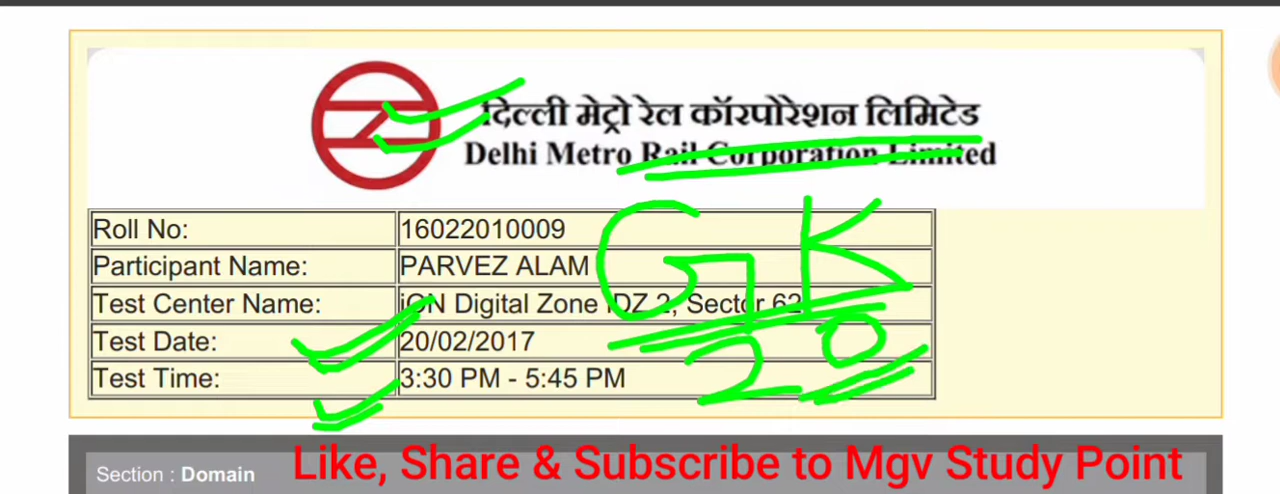 दिल्ली मेट्रो रेल कॉरपोरेशन लिमिटेड
Delhi Metro Rail Corporation Limited
Roll No: 16022010009
Participant Name: PARVEZ ALAM
Test Center Name: iON Digital Zone iDZ 2, Sector 62
Test Date: 20/02/2017
Test Time: 3:30 PM - 5:45 PM
GK
20
Section : Domain
Like, Share & Subscribe to Mgv Study Point